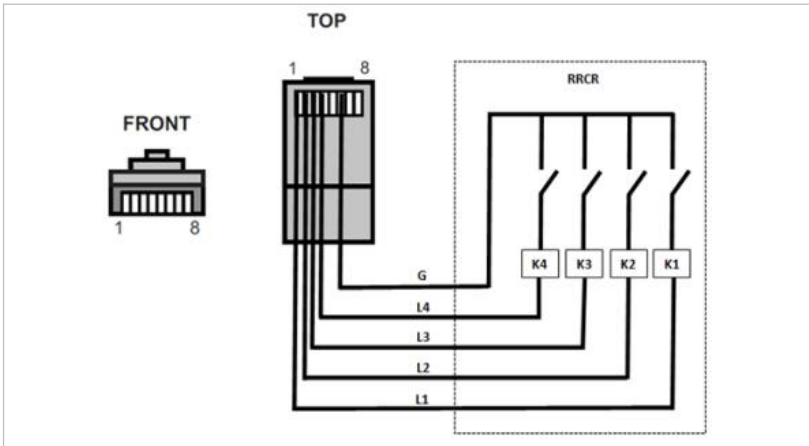 TOP
1 8
RRCR
FRONT
1 8
K4 K3 K2 K1
G
L4
L3
L2
L1